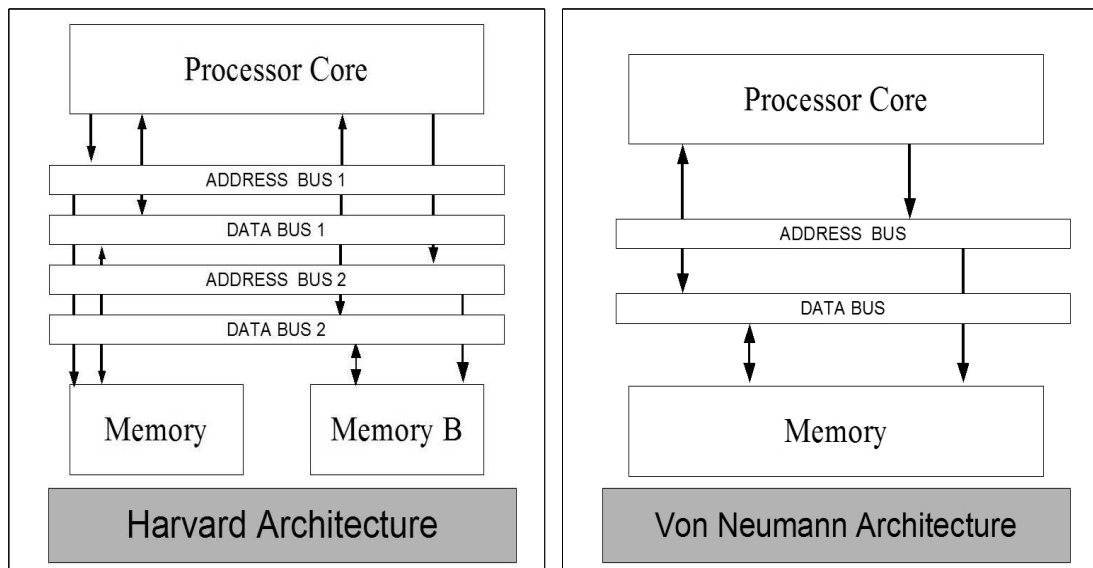 Processor Core
ADDRESS BUS 1
DATA BUS 1
ADDRESS BUS 2
DATA BUS 2
Memory
Memory B
Harvard Architecture
Processor Core
ADDRESS BUS
DATA BUS
Memory
Von Neumann Architecture